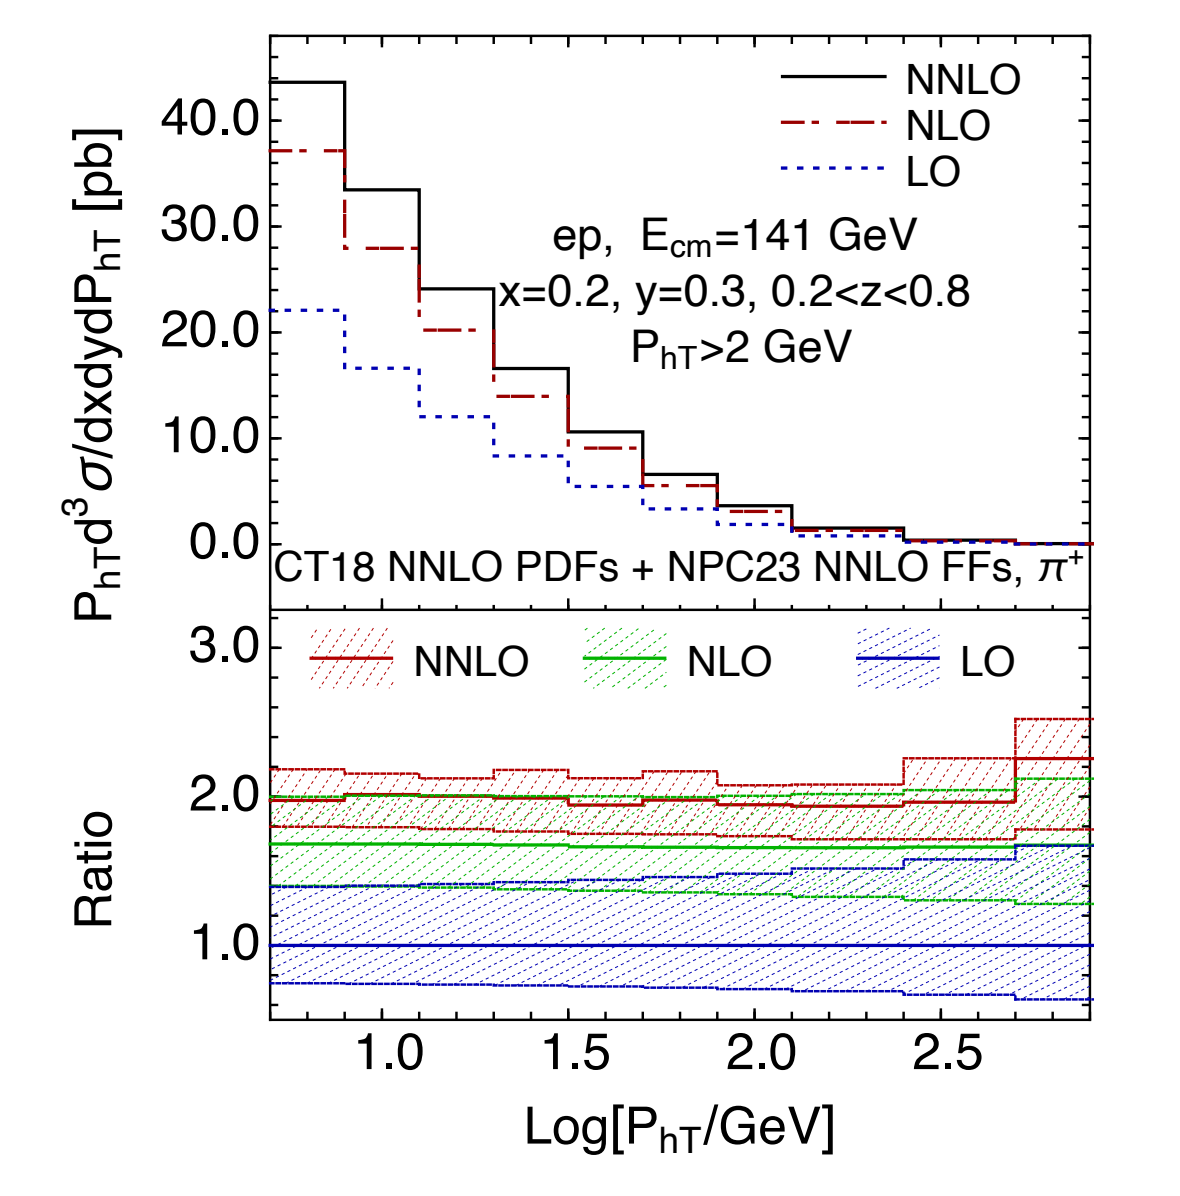 NNLO
NLO
LO
40.0
30.0
20.0
10.0
0.0
P_hT d³σ/dxdydP_hT [pb]
ep, E_cm=141 GeV
x=0.2, y=0.3, 0.2<z<0.8
P_hT>2 GeV
CT18 NNLO PDFs + NPC23 NNLO FFs, π⁺
NNLO
NLO
LO
3.0
2.0
1.0
Ratio
1.0 1.5 2.0 2.5
Log[P_hT/GeV]